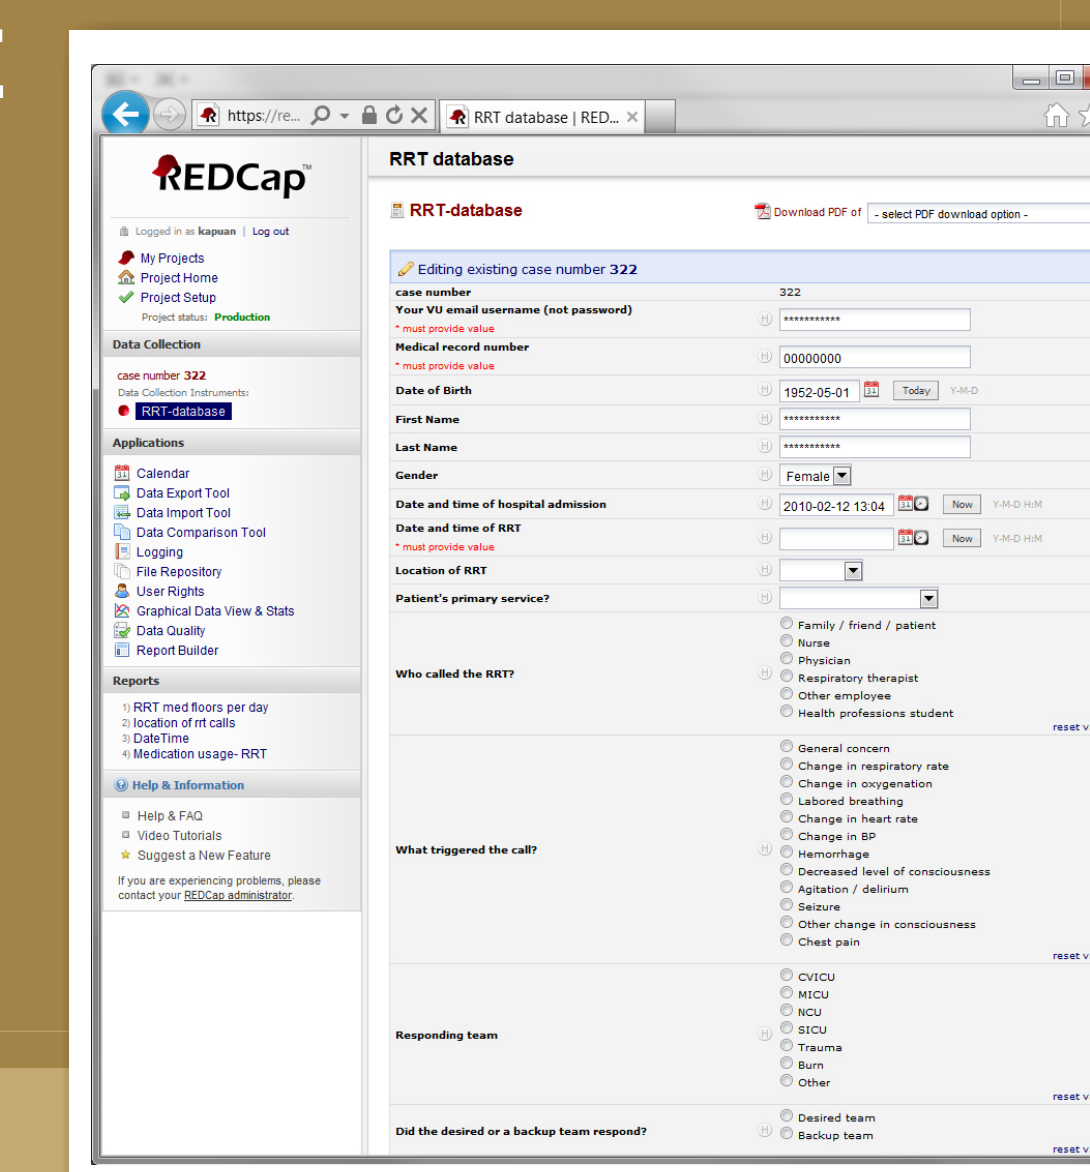 https://re...
RRT database | RED...
REDCap™
Logged in as kapuan | Log out
My Projects
Project Home
Project Setup
Project status: Production
Data Collection
case number 322
Data Collection Instruments:
RRT-database
Applications
31 Calendar
Data Export Tool
Data Import Tool
Data Comparison Tool
Logging
File Repository
User Rights
Graphical Data View & Stats
Data Quality
Report Builder
Reports
1) RRT med floors per day
2) location of rrt calls
3) DateTime
4) Medication usage- RRT
Help & Information
Help & FAQ
Video Tutorials
Suggest a New Feature
If you are experiencing problems, please
contact your REDCap administrator.
RRT database
RRT-database
Download PDF of - select PDF download option -
Editing existing case number 322
case number 322
Your VU email username (not password)
* must provide value
H ***********
Medical record number
* must provide value
H 00000000
Date of Birth H 1952-05-01 31 Today Y-M-D
First Name H ***********
Last Name H ***********
Gender H Female
Date and time of hospital admission H 2010-02-12 13:04 31 Now Y-M-D H:M
Date and time of RRT
* must provide value
H 31 Now Y-M-D H:M
Location of RRT H
Patient's primary service? H
Who called the RRT? H
Family / friend / patient
Nurse
Physician
Respiratory therapist
Other employee
Health professions student
reset v
What triggered the call? H
General concern
Change in respiratory rate
Change in oxygenation
Labored breathing
Change in heart rate
Change in BP
Hemorrhage
Decreased level of consciousness
Agitation / delirium
Seizure
Other change in consciousness
Chest pain
reset v
Responding team H
CVICU
MICU
NCU
SICU
Trauma
Burn
Other
reset v
Did the desired or a backup team respond? H
Desired team
Backup team
reset v